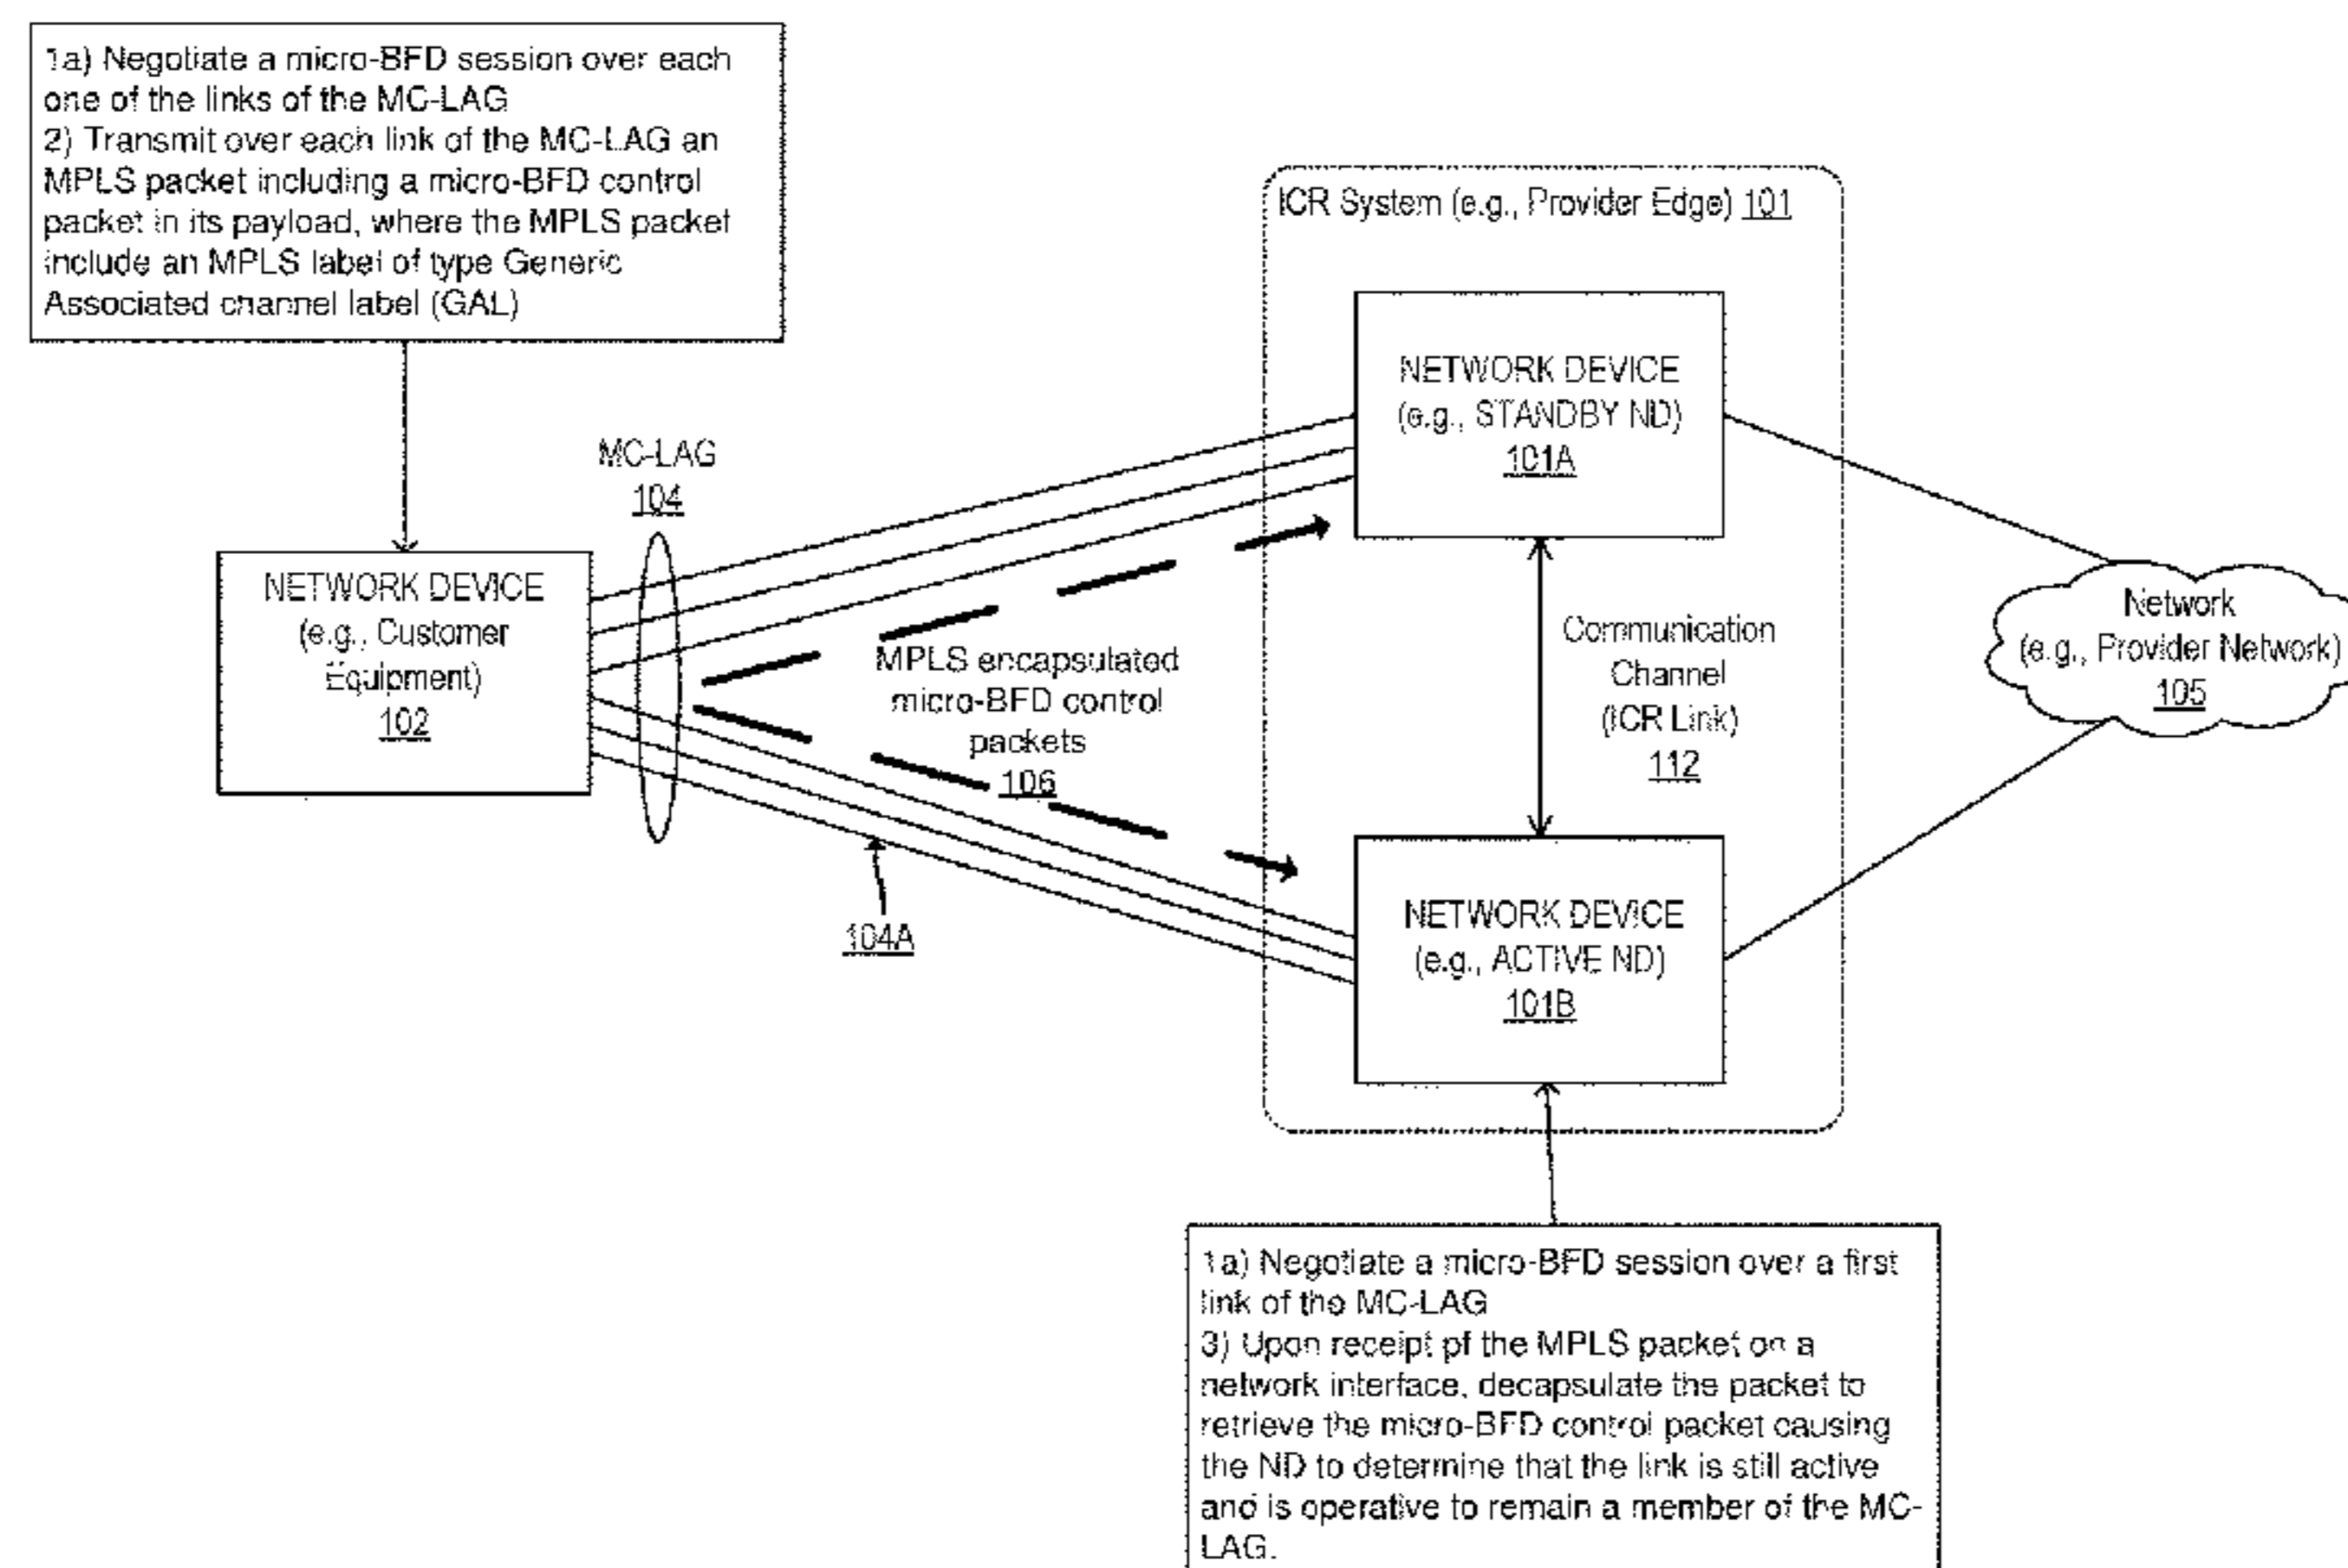 1a) Negotiate a micro-BFD session over each
one of the links of the MC-LAG
2) Transmit over each link of the MC-LAG an
MPLS packet including a micro-BFD control
packet in its payload, where the MPLS packet
include an MPLS label of type Generic
Associated channel label (GAL)
ICR System (e.g., Provider Edge) 101
NETWORK DEVICE
(e.g., STANDBY ND)
101A
MC-LAG
104
NETWORK DEVICE
(e.g., Customer
Equipment)
102
MPLS encapsulated
micro-BFD control
packets
106
Communication
Channel
(ICR Link)
112
Network
(e.g., Provider Network)
105
104A
NETWORK DEVICE
(e.g., ACTIVE ND)
101B
1a) Negotiate a micro-BFD session over a first
link of the MC-LAG
3) Upon receipt pf the MPLS packet on a
network interface, decapsulate the packet to
retrieve the micro-BFD control packet causing
the ND to determine that the link is still active
and is operative to remain a member of the MC-
LAG.